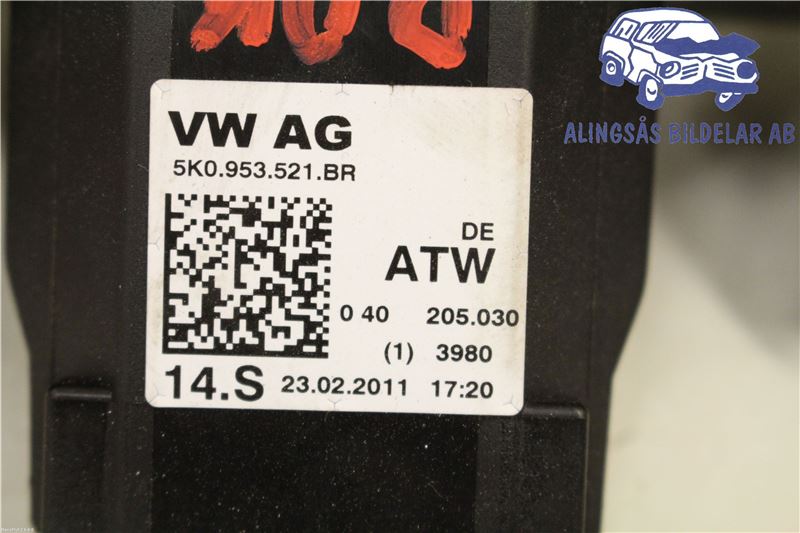 ALINGSÅS BILDELAR AB
VW AG
5K0.953.521.BR
DE
ATW
0 40 205.030
(1) 3980
14.S 23.02.2011 17:20